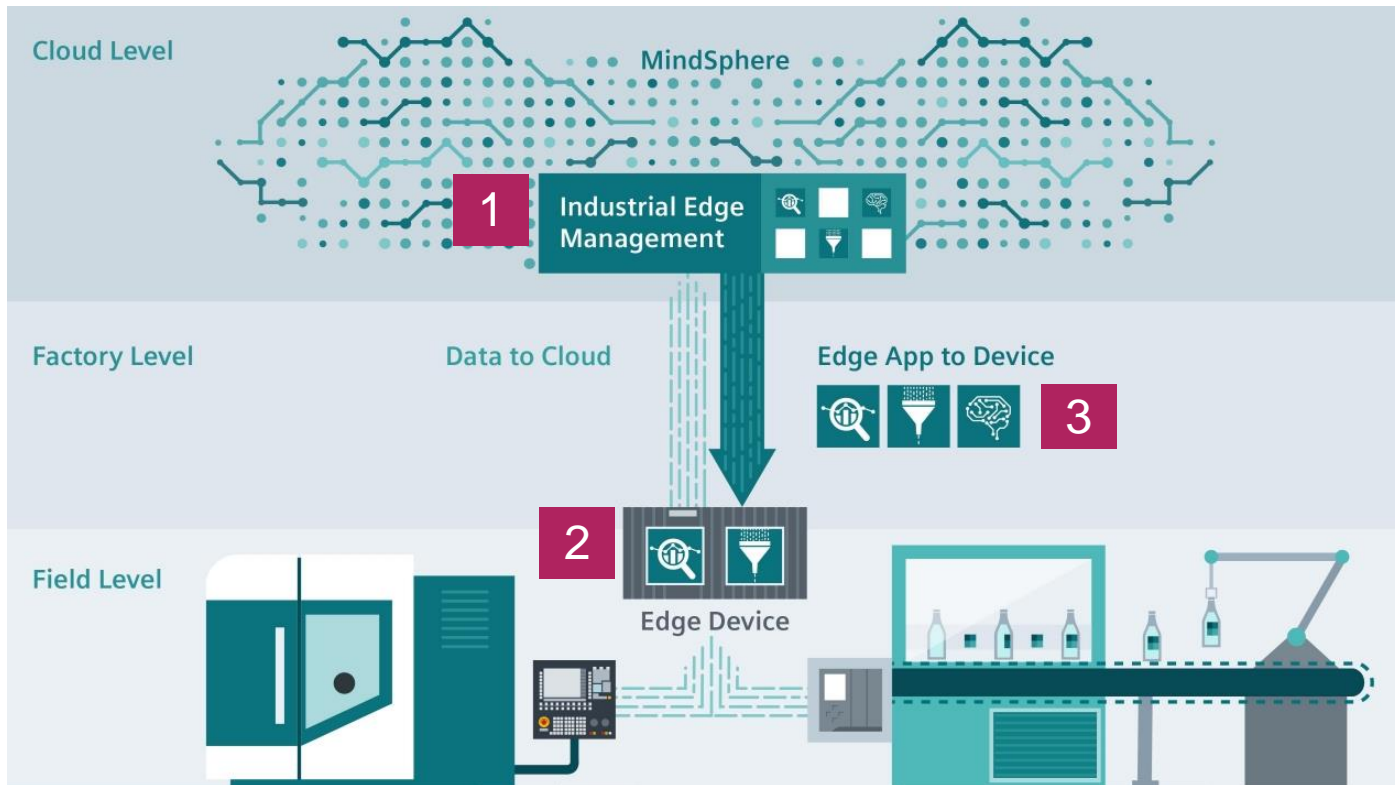 Cloud Level
MindSphere
1
Industrial Edge
Management
Factory Level
Data to Cloud
Edge App to Device
3
2
Field Level
Edge Device